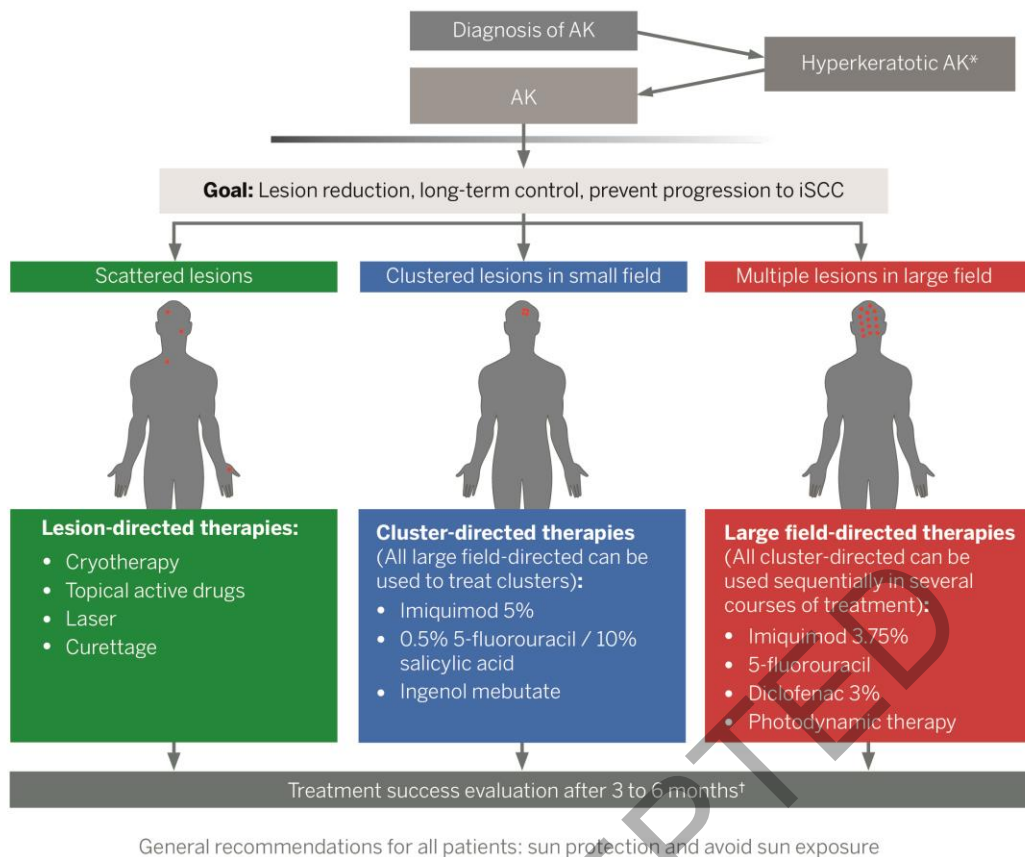 Diagnosis of AK
Hyperkeratotic AK*
AK
Goal: Lesion reduction, long-term control, prevent progression to iSCC
Scattered lesions
Clustered lesions in small field
Multiple lesions in large field
Lesion-directed therapies:
• Cryotherapy
• Topical active drugs
• Laser
• Curettage
Cluster-directed therapies
(All large field-directed can be
used to treat clusters):
• Imiquimod 5%
• 0.5% 5-fluorouracil / 10%
salicylic acid
• Ingenol mebutate
Large field-directed therapies
(All cluster-directed can be
used sequentially in several
courses of treatment):
• Imiquimod 3.75%
• 5-fluorouracil
• Diclofenac 3%
• Photodynamic therapy
Treatment success evaluation after 3 to 6 months†
General recommendations for all patients: sun protection and avoid sun exposure
PTED